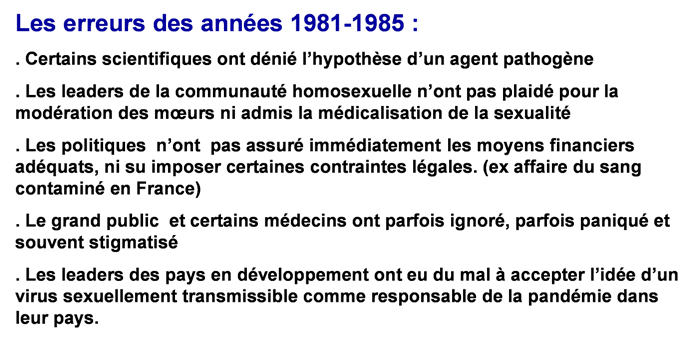 Les erreurs des années 1981-1985 :
. Certains scientifiques ont dénié l’hypothèse d’un agent pathogène
. Les leaders de la communauté homosexuelle n’ont pas plaidé pour la
modération des mœurs ni admis la médicalisation de la sexualité
. Les politiques  n’ont  pas assuré immédiatement les moyens financiers
adéquats, ni su imposer certaines contraintes légales. (ex affaire du sang
contaminé en France)
. Le grand public  et certains médecins ont parfois ignoré, parfois paniqué et
souvent stigmatisé
. Les leaders des pays en développement ont eu du mal à accepter l’idée d’un
virus sexuellement transmissible comme responsable de la pandémie dans
leur pays.